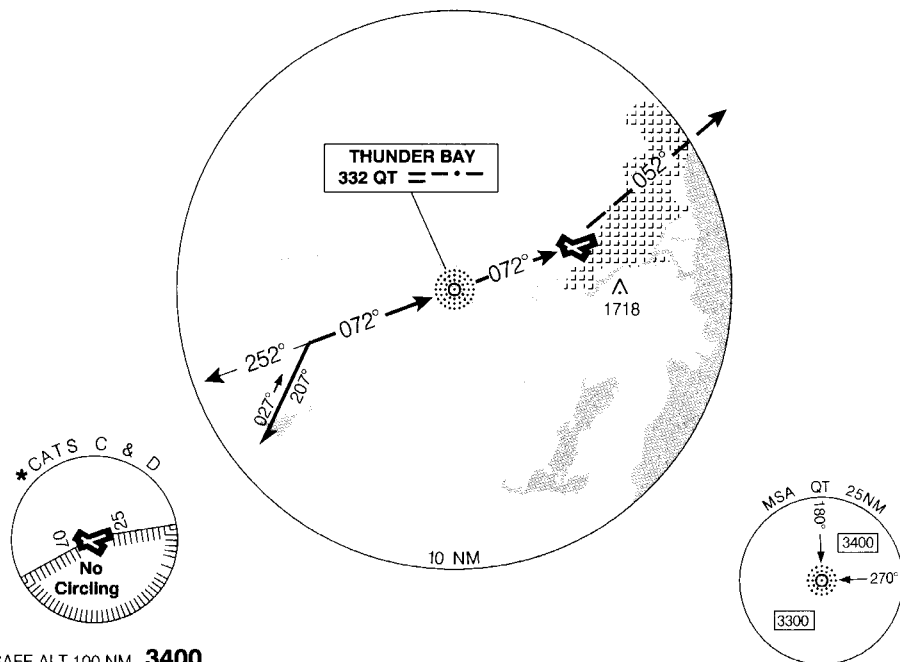 THUNDER BAY
332 QT
052°
072°
1718
072°
252°
027°
207°
*CATS C & D
07
25
No
Circling
10 NM
MSA QT 25NM
180°
3400
270°
3300
SAFE ALT 100 NM 3400